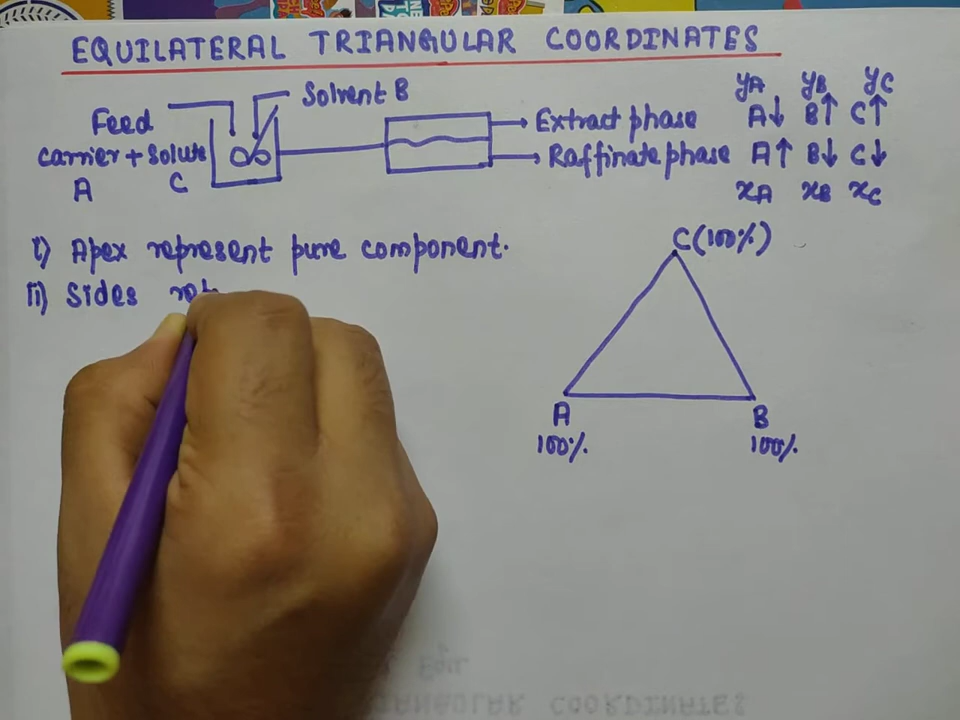 EQUILATERAL TRIANGULAR COORDINATES
Solvent B
Feed
carrier + Solute
A C
Extract phase
Raffinate phase
yA yB yC
A↓ B↑ C↑
A↑ B↓ C↓
xA xB xC
i) Apex represent pure component.
ii) Sides rep
C(100%)
A B
100% 100%